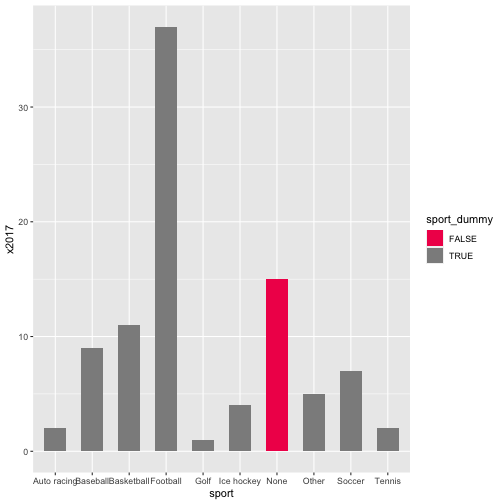 x2017
30
20
10
0
Auto racing Baseball Basketball Football Golf Ice hockey None Other Soccer Tennis
sport
sport_dummy
FALSE
TRUE